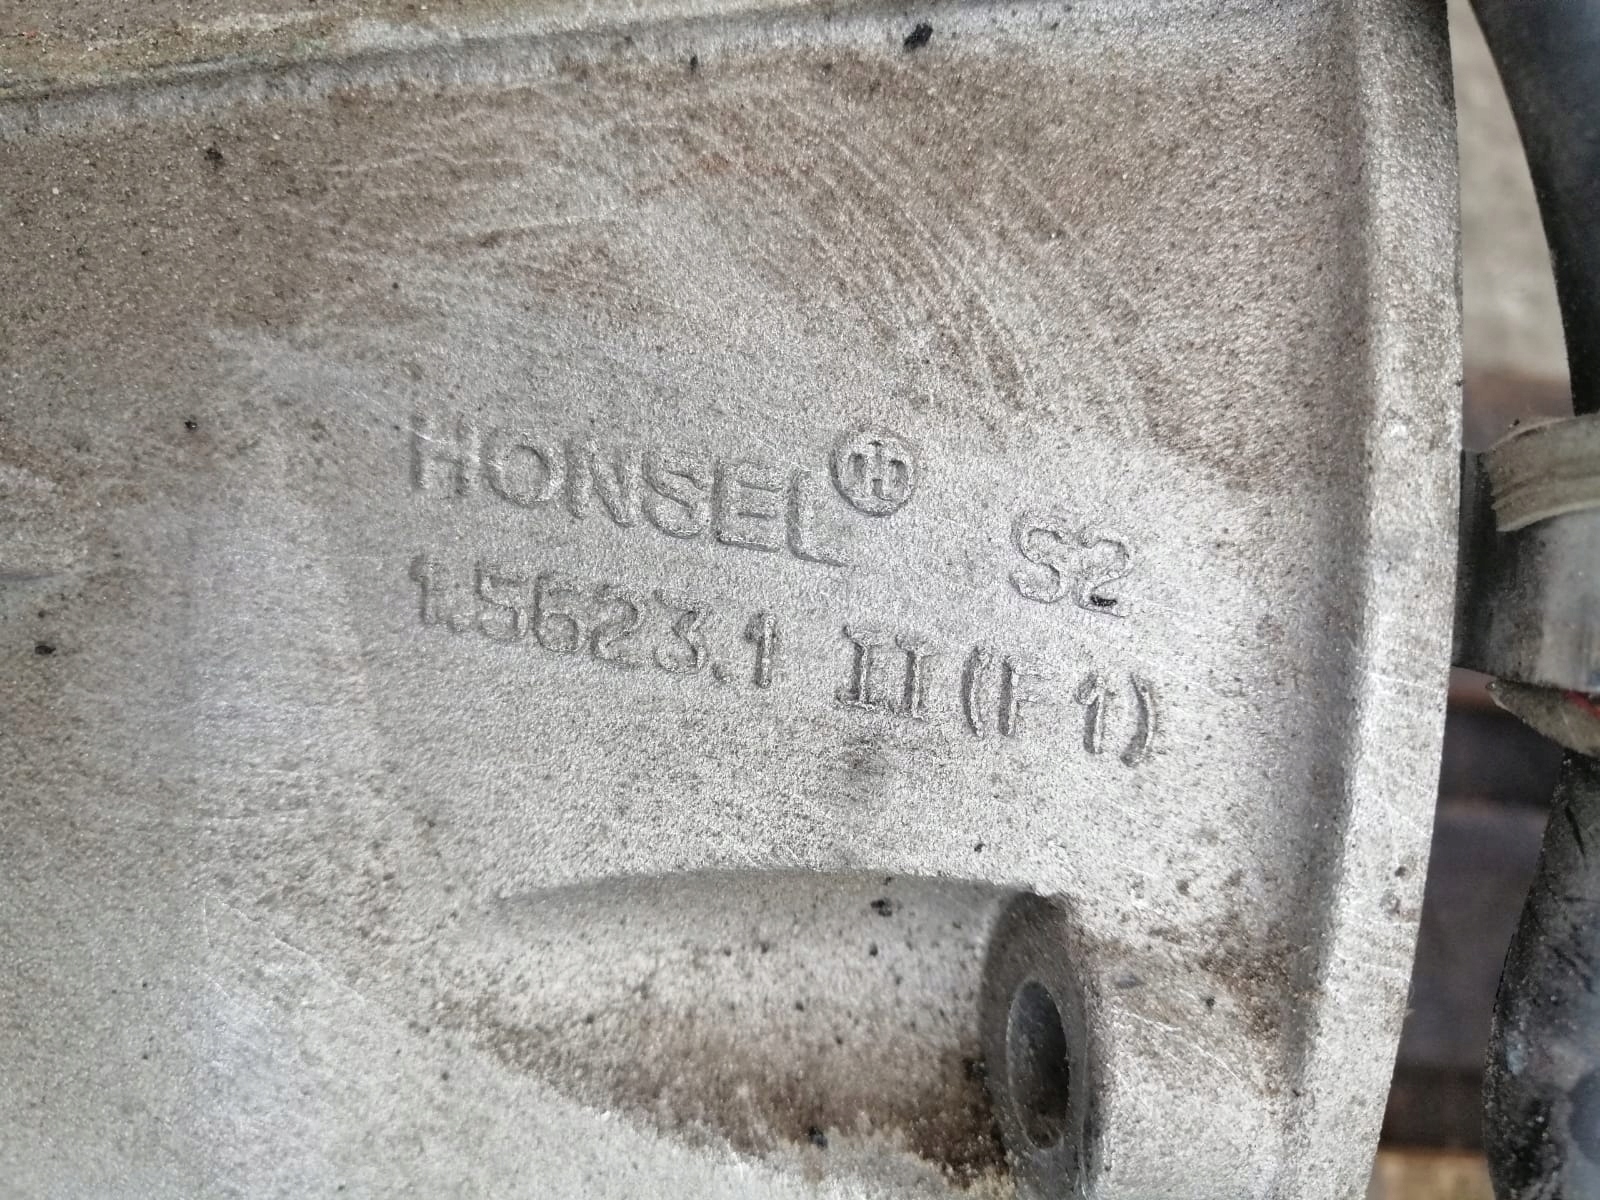 HONSEL H S2
1.5623.1 II (F1)